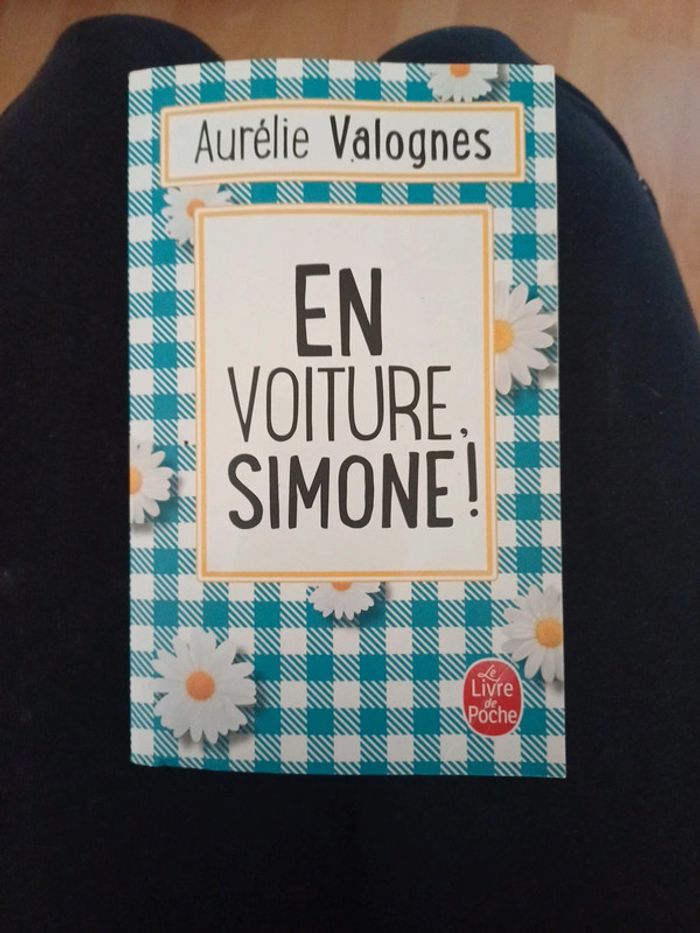 Aurélie Valognes
EN
VOITURE,
SIMONE !
Le
Livre
de
Poche